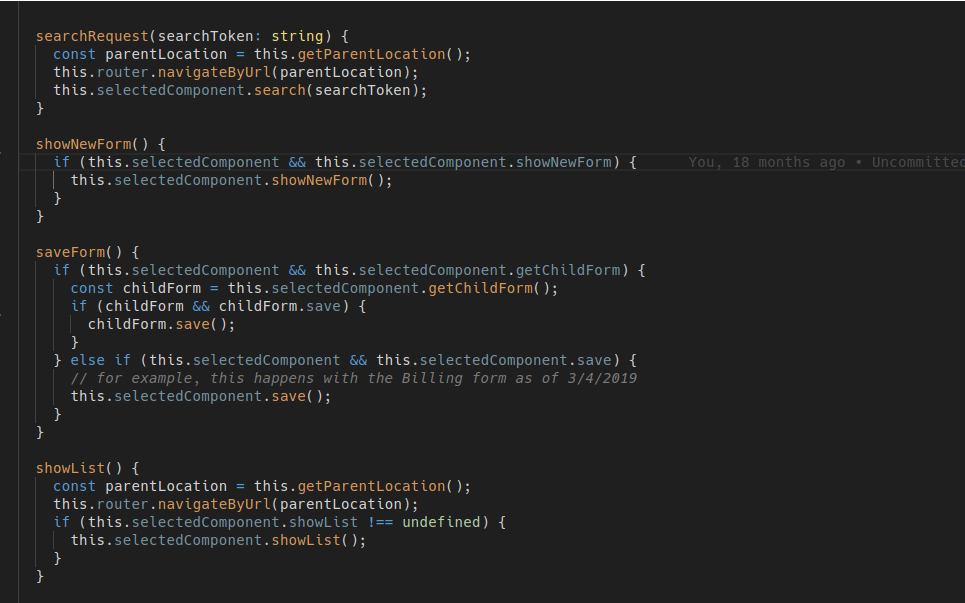 searchRequest(searchToken: string) {
const parentLocation = this.getParentLocation();
this.router.navigateByUrl(parentLocation);
this.selectedComponent.search(searchToken);
}
showNewForm() {
if (this.selectedComponent && this.selectedComponent.showNewForm) { You, 18 months ago • Uncommitted
this.selectedComponent.showNewForm();
}
}
saveForm() {
if (this.selectedComponent && this.selectedComponent.getChildForm) {
const childForm = this.selectedComponent.getChildForm();
if (childForm && childForm.save) {
childForm.save();
}
} else if (this.selectedComponent && this.selectedComponent.save) {
// for example, this happens with the Billing form as of 3/4/2019
this.selectedComponent.save();
}
}
showList() {
const parentLocation = this.getParentLocation();
this.router.navigateByUrl(parentLocation);
if (this.selectedComponent.showList !== undefined) {
this.selectedComponent.showList();
}
}